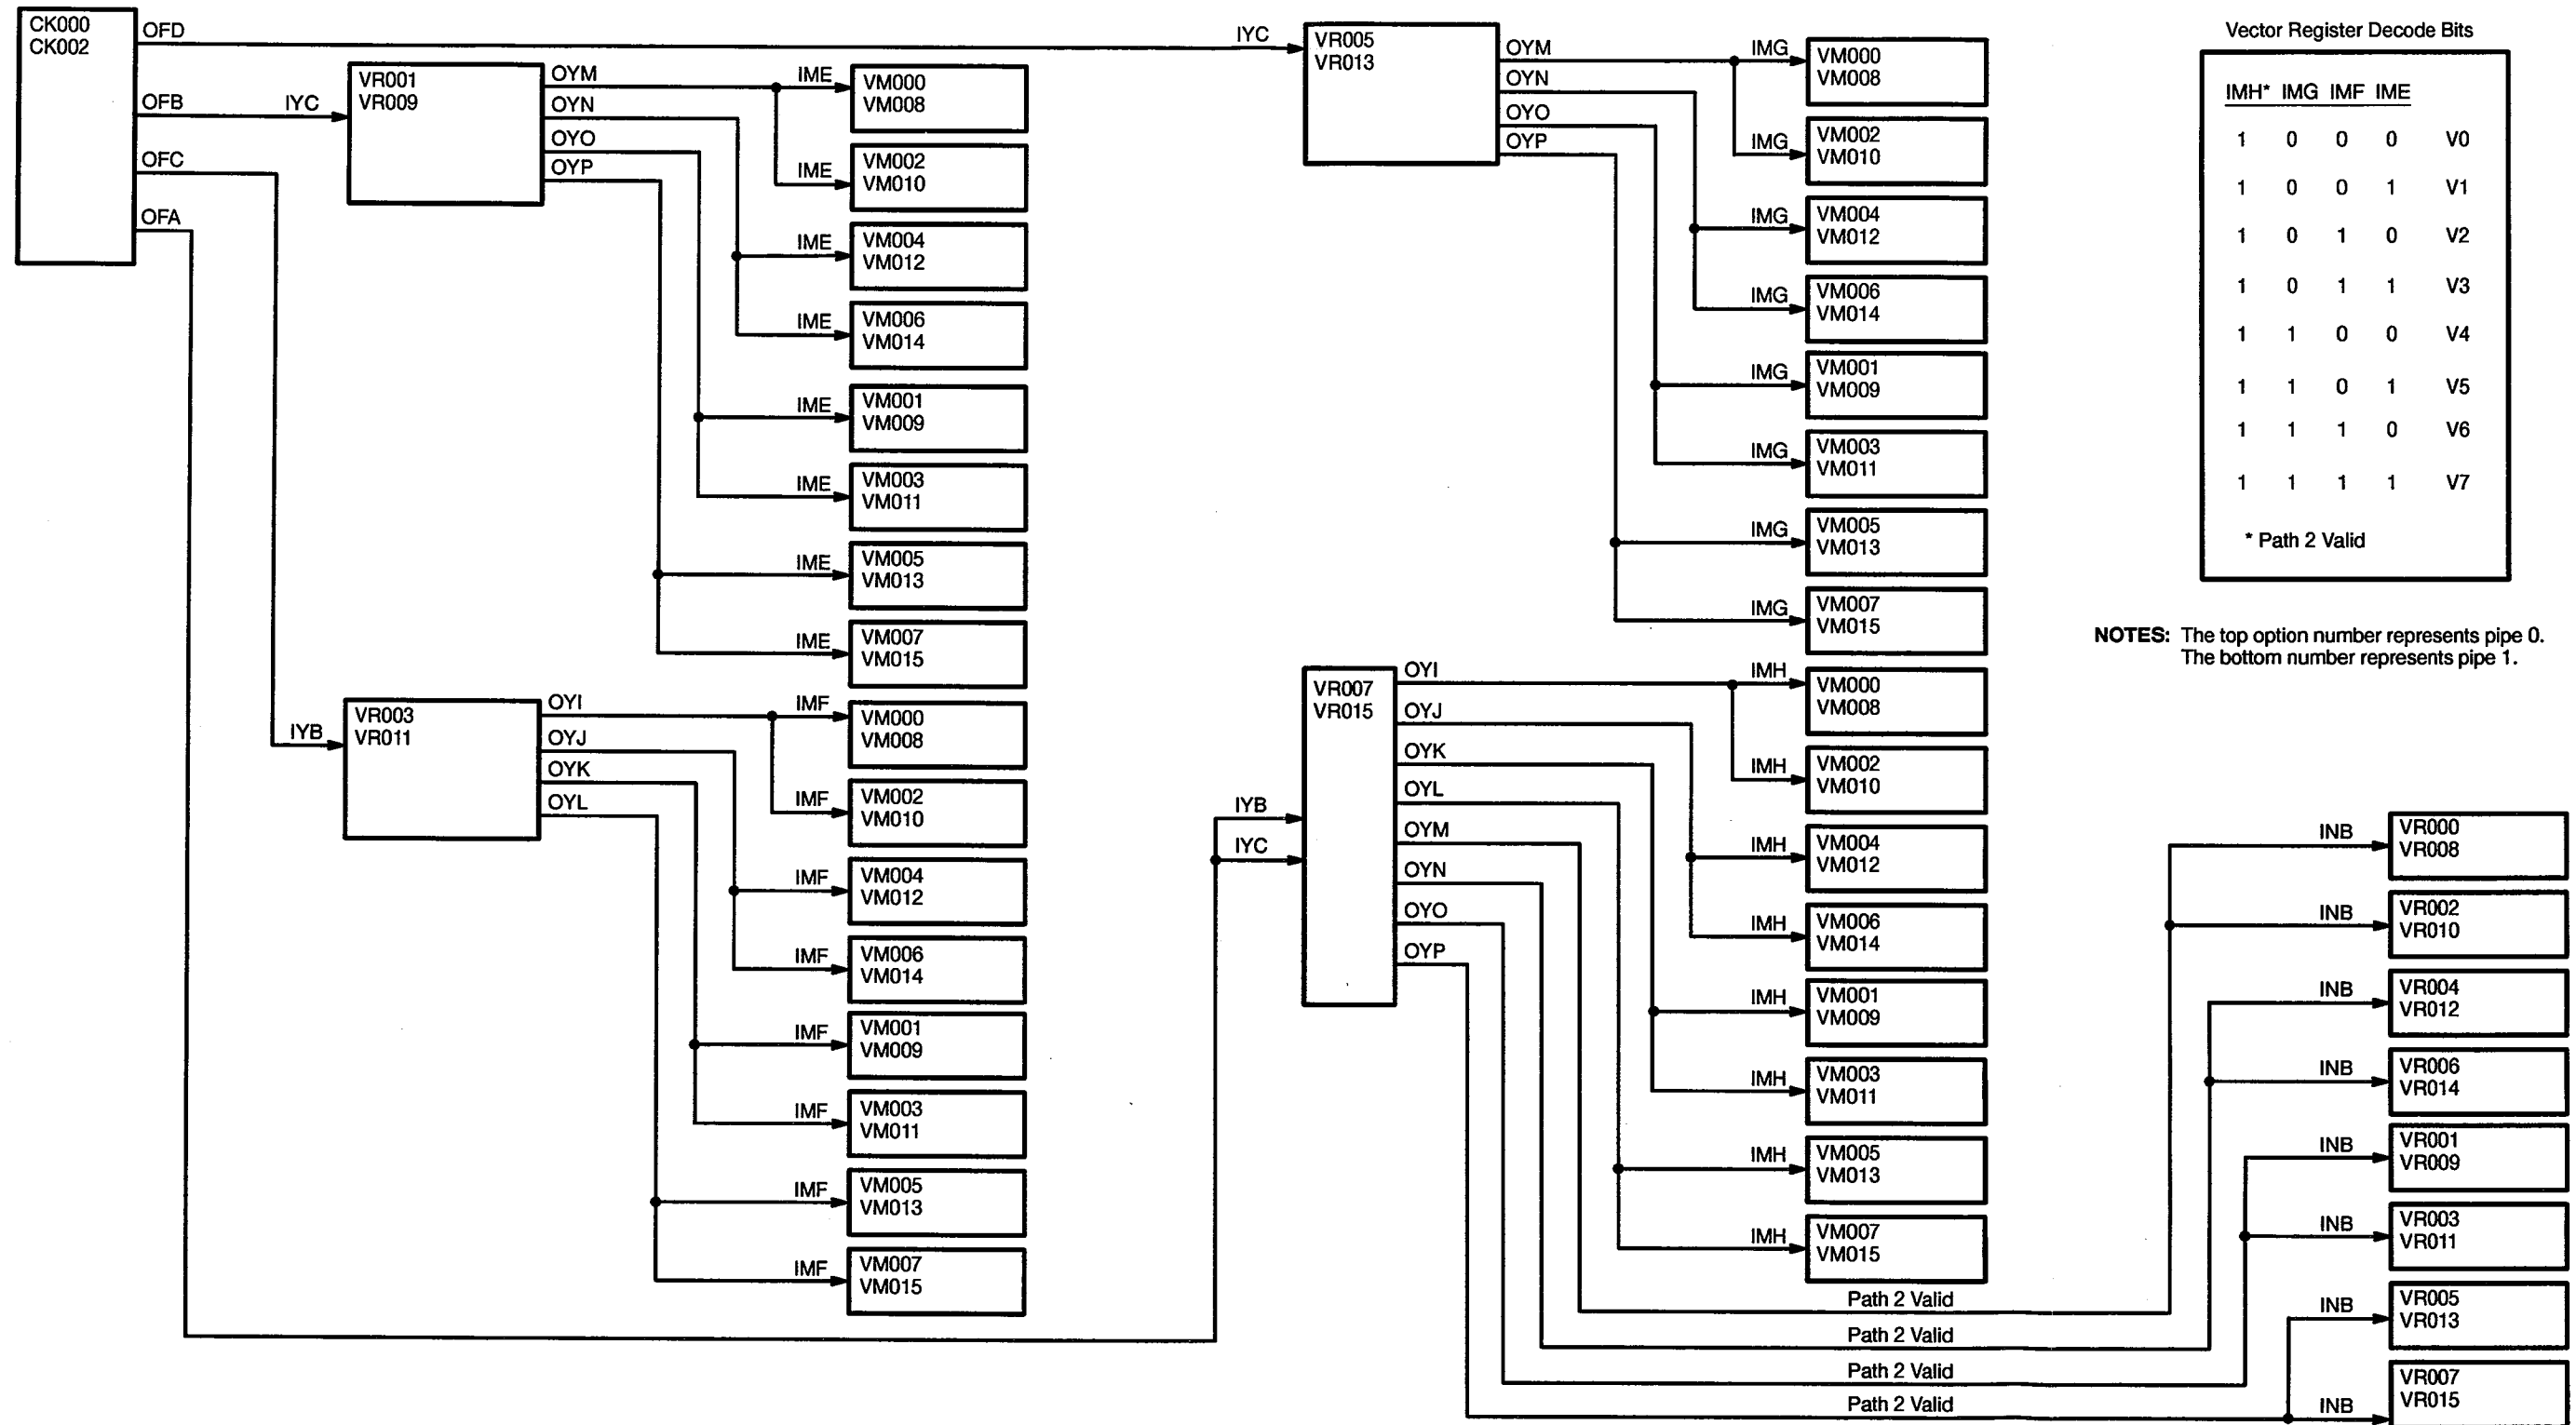 CK000
CK002
OFD
OFB
OFC
OFA
IYC
VR001
VR009
OYM
OYN
OYO
OYP
IME
VM000
VM008
IME
VM002
VM010
IME
VM004
VM012
IME
VM006
VM014
IME
VM001
VM009
IME
VM003
VM011
IME
VM005
VM013
IME
VM007
VM015
IYB
VR003
VR011
OYI
OYJ
OYK
OYL
IMF
VM000
VM008
IMF
VM002
VM010
IMF
VM004
VM012
IMF
VM006
VM014
IMF
VM001
VM009
IMF
VM003
VM011
IMF
VM005
VM013
IMF
VM007
VM015
IYC
VR005
VR013
OYM
OYN
OYO
OYP
IMG
VM000
VM008
IMG
VM002
VM010
IMG
VM004
VM012
IMG
VM006
VM014
IMG
VM001
VM009
IMG
VM003
VM011
IMG
VM005
VM013
IMG
VM007
VM015
IYB
IYC
VR007
VR015
OYI
OYJ
OYK
OYL
OYM
OYN
OYO
OYP
IMH
VM000
VM008
IMH
VM002
VM010
IMH
VM004
VM012
IMH
VM006
VM014
IMH
VM001
VM009
IMH
VM003
VM011
IMH
VM005
VM013
IMH
VM007
VM015
Path 2 Valid
Path 2 Valid
Path 2 Valid
Path 2 Valid
Vector Register Decode Bits
IMH* IMG IMF IME
1 0 0 0 V0
1 0 0 1 V1
1 0 1 0 V2
1 0 1 1 V3
1 1 0 0 V4
1 1 0 1 V5
1 1 1 0 V6
1 1 1 1 V7
* Path 2 Valid
NOTES: The top option number represents pipe 0.
The bottom number represents pipe 1.
INB
VR000
VR008
INB
VR002
VR010
INB
VR004
VR012
INB
VR006
VR014
INB
VR001
VR009
INB
VR003
VR011
INB
VR005
VR013
INB
VR007
VR015